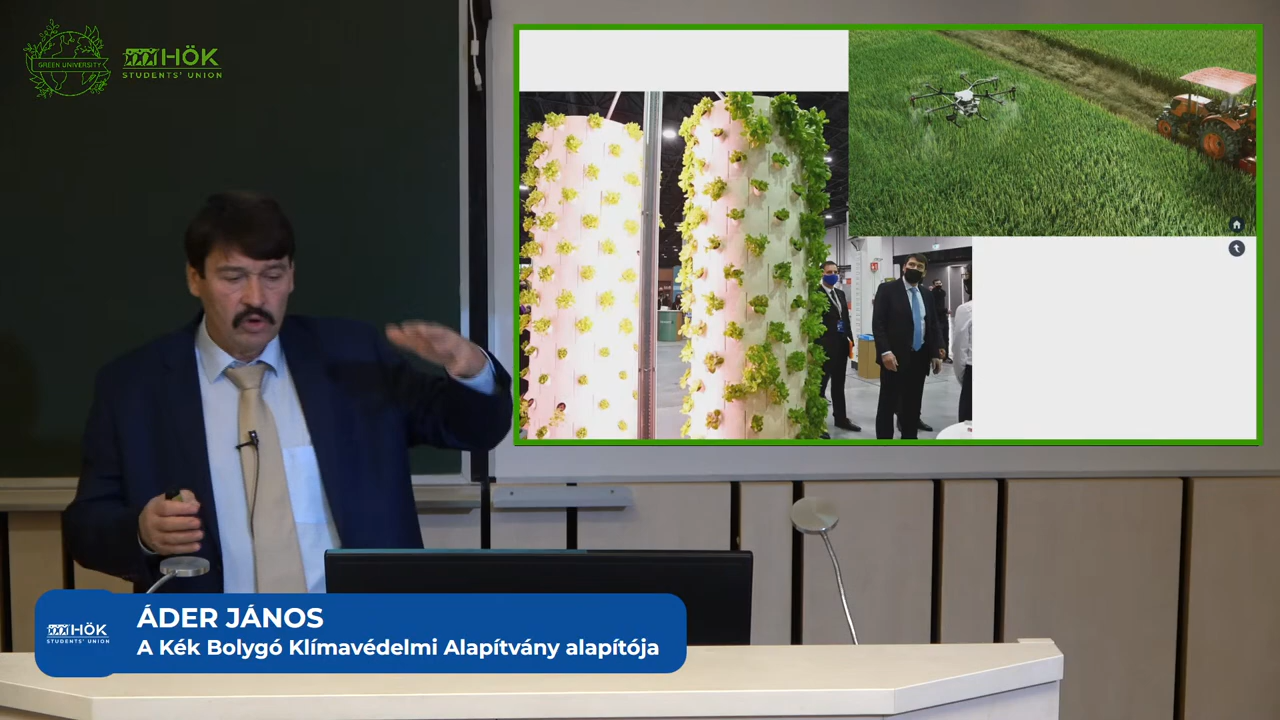 GREEN UNIVERSITY
HÖK
STUDENTS' UNION
HÖK
STUDENTS' UNION
ÁDER JÁNOS
A Kék Bolygó Klímavédelmi Alapítvány alapítója